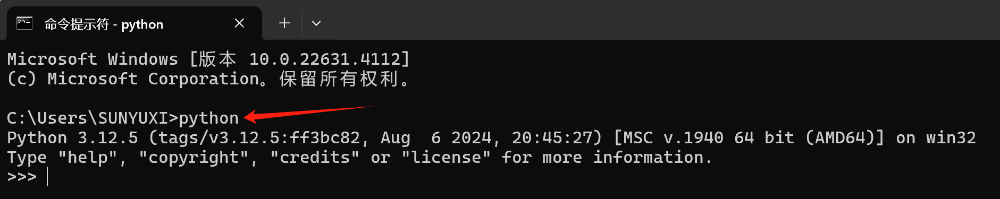 命令提示符 - python
Microsoft Windows [版本 10.0.22631.4112]
(c) Microsoft Corporation。保留所有权利。
C:\Users\SUNYUXI>python
Python 3.12.5 (tags/v3.12.5:ff3bc82, Aug  6 2024, 20:45:27) [MSC v.1940 64 bit (AMD64)] on win32
Type "help", "copyright", "credits" or "license" for more information.
>>>